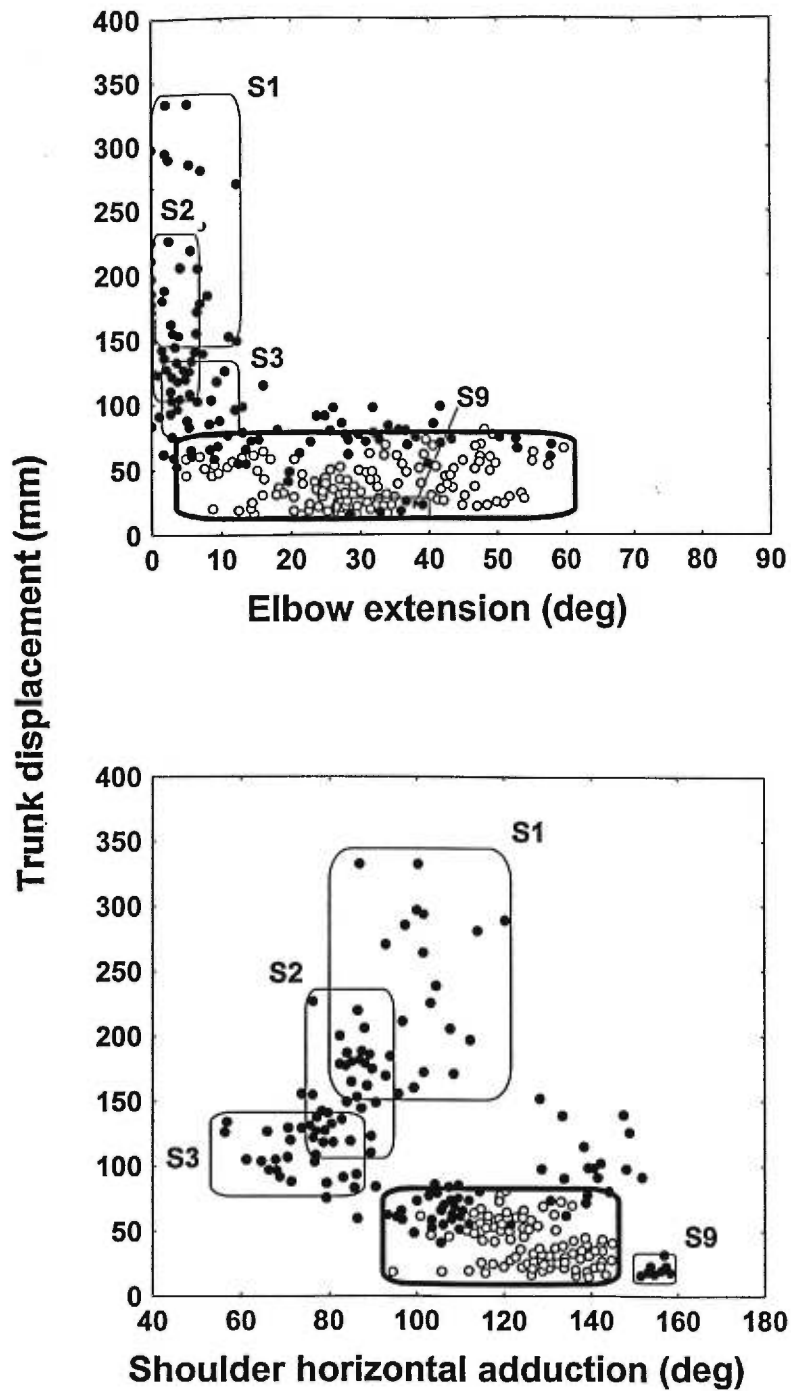 400
350
S1
300
250
S2
200
150
S3
100
S9
50
0
0 10 20 30 40 50 60 70 80 90
Elbow extension (deg)
Trunk displacement (mm)
400
350
S1
300
250
S2
200
150
S3
100
50
S9
0
40 60 80 100 120 140 160 180
Shoulder horizontal adduction (deg)